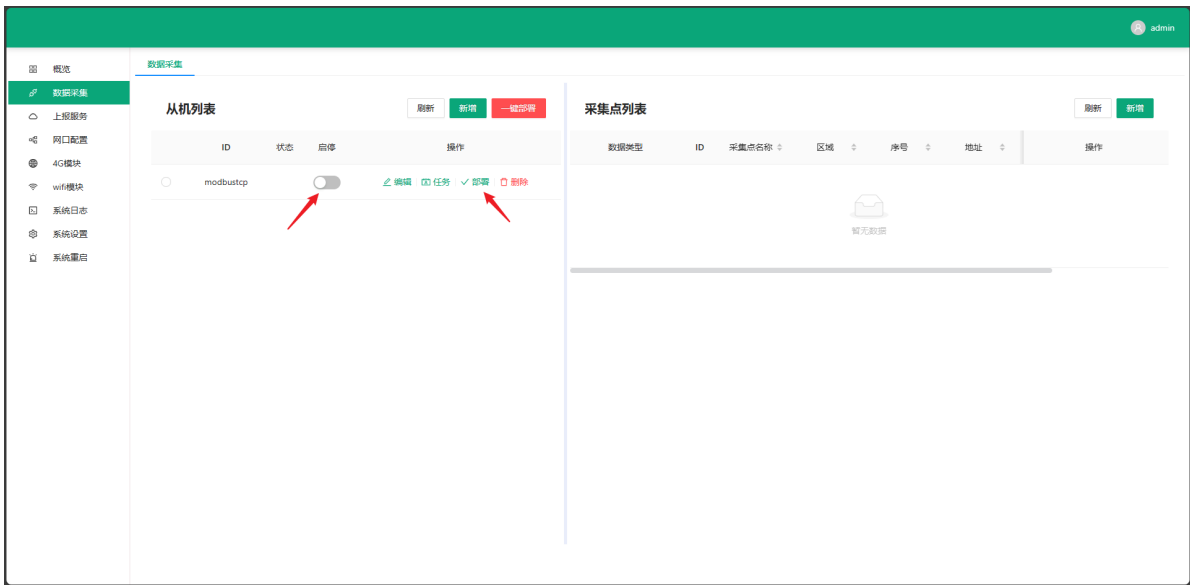 admin
概览
数据采集
上报服务
网口配置
4G模块
wifi模块
系统日志
系统设置
系统重启
数据采集
从机列表 刷新 新增 一键部署
ID 状态 启停 操作
modbustcp 编辑 任务 部署 删除
采集点列表 刷新 新增
数据类型 ID 采集点名称 区域 序号 地址 操作
暂无数据